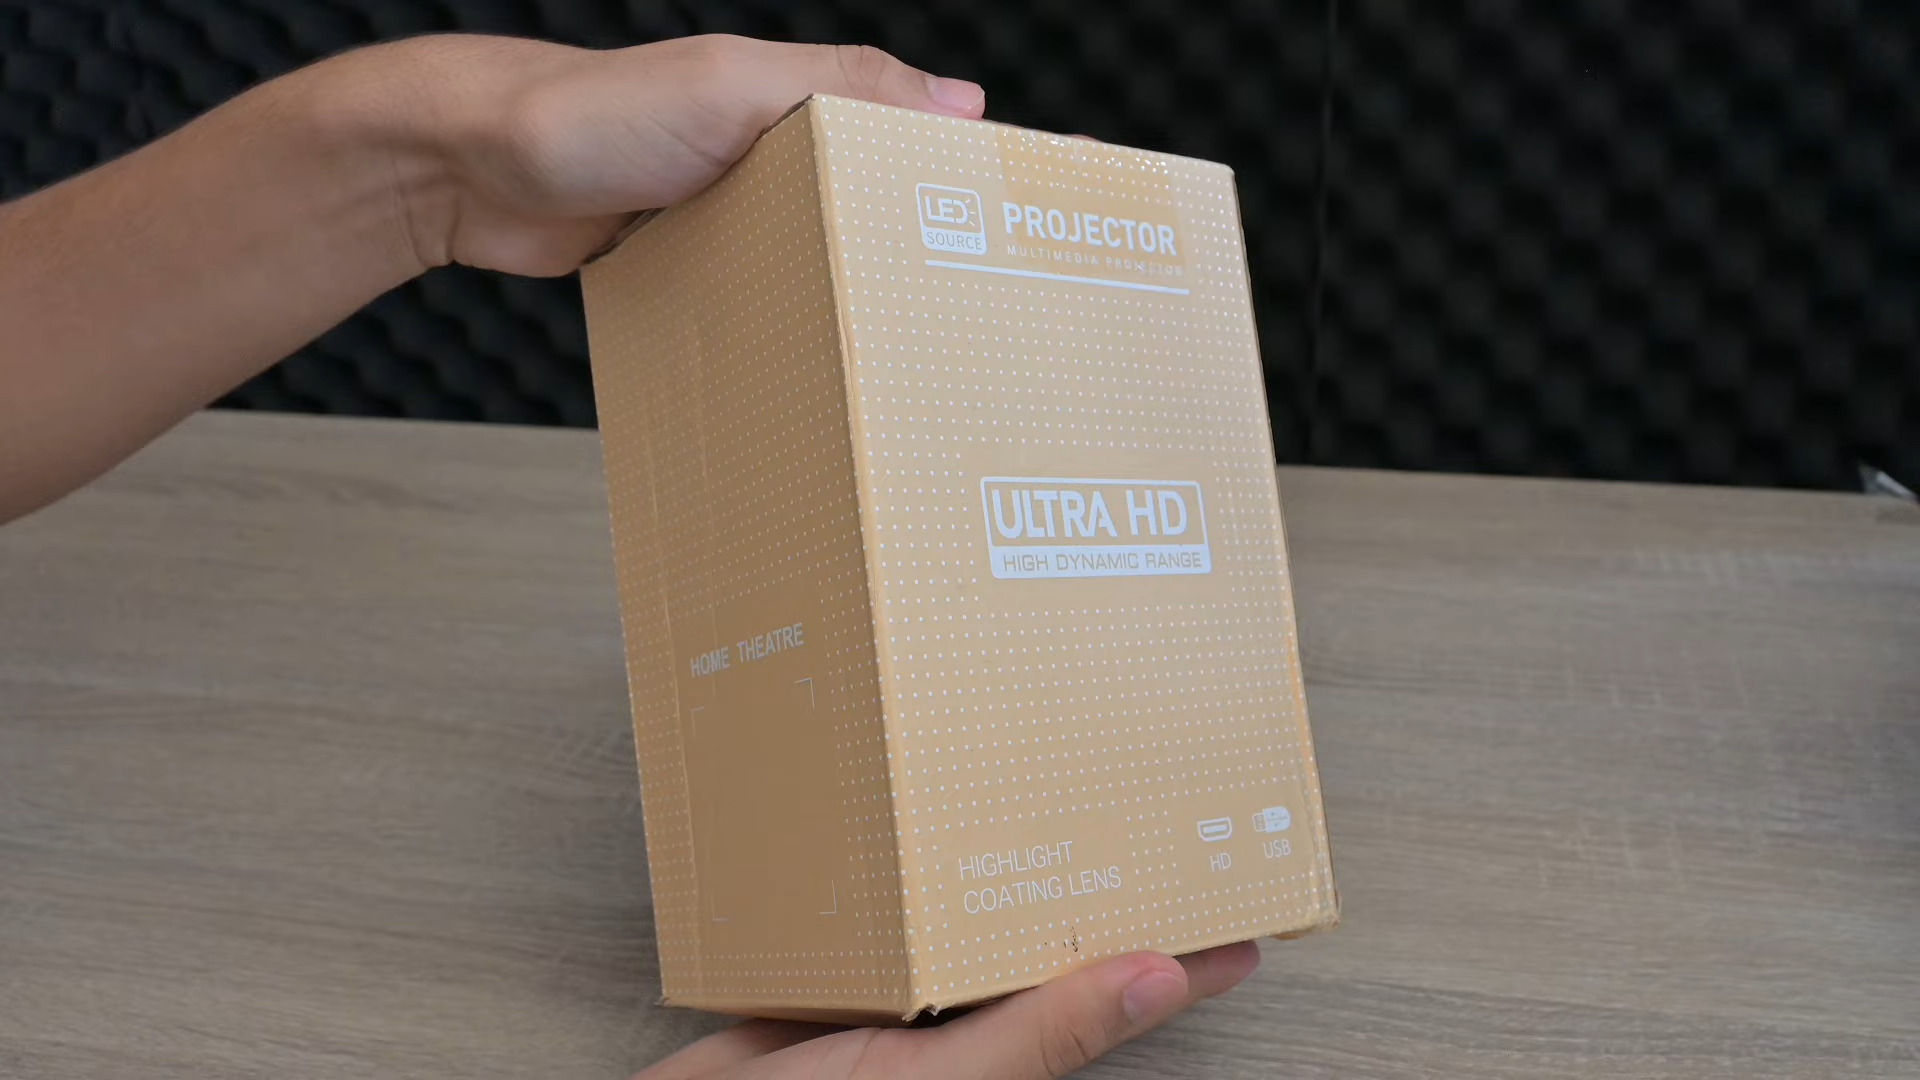 LED
SOURCE
PROJECTOR
MULTIMEDIA PROJECTOR
ULTRA HD
HIGH DYNAMIC RANGE
HOME THEATRE
HIGHLIGHT
COATING LENS
HD
USB